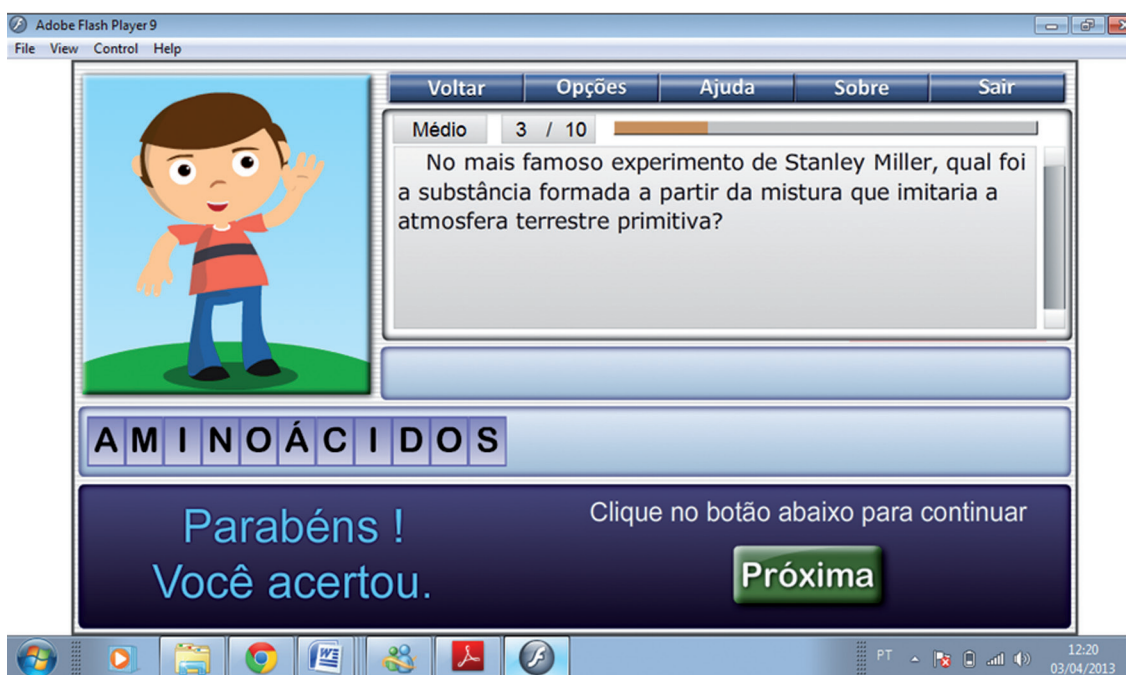 Adobe Flash Player 9
File View Control Help
Voltar Opções Ajuda Sobre Sair
Médio 3 / 10
No mais famoso experimento de Stanley Miller, qual foi
a substância formada a partir da mistura que imitaria a
atmosfera terrestre primitiva?
AMINOÁCIDOS
Parabéns !
Você acertou.
Clique no botão abaixo para continuar
Próxima
PT
12:20
03/04/2013